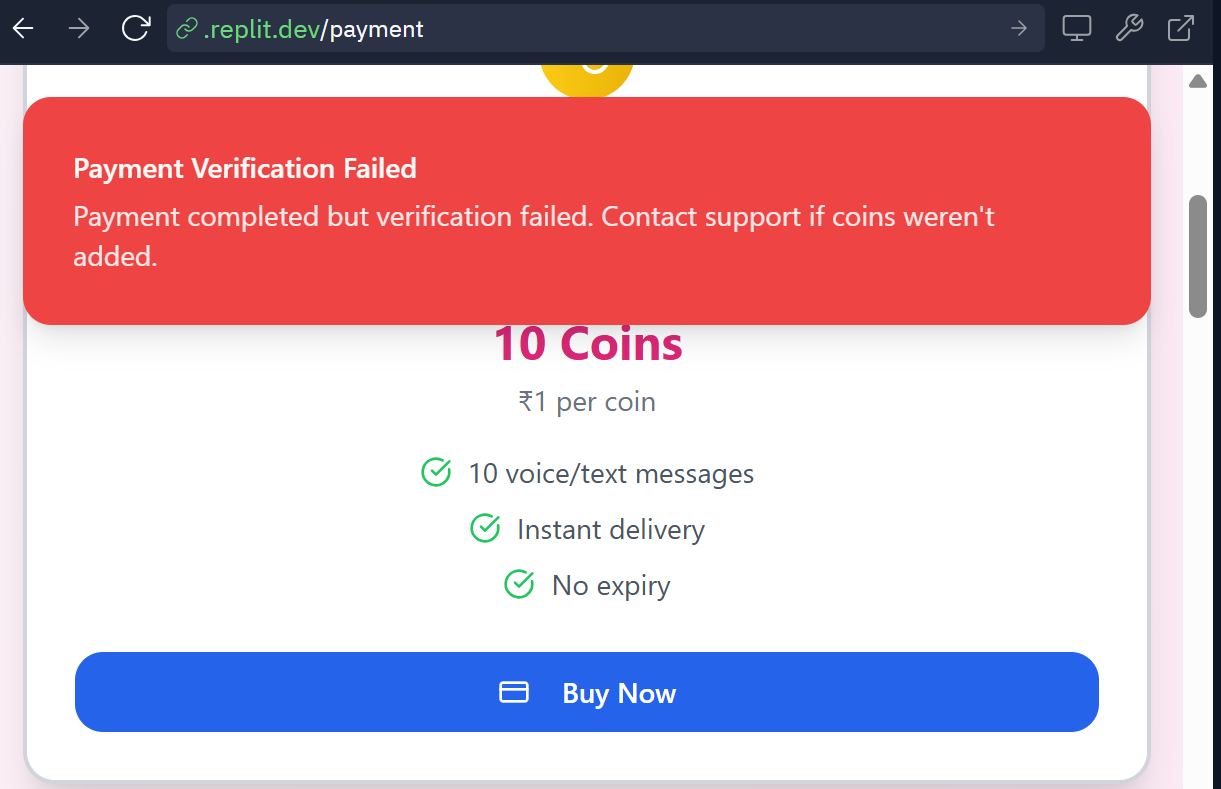 .replit.dev/payment
Payment Verification Failed
Payment completed but verification failed. Contact support if coins weren't
added.
10 Coins
₹1 per coin
10 voice/text messages
Instant delivery
No expiry
Buy Now